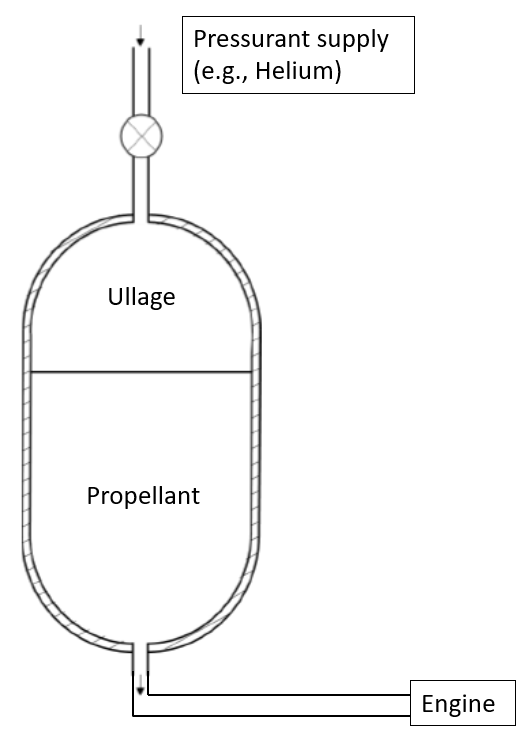 Pressurant supply
(e.g., Helium)
Ullage
Propellant
Engine